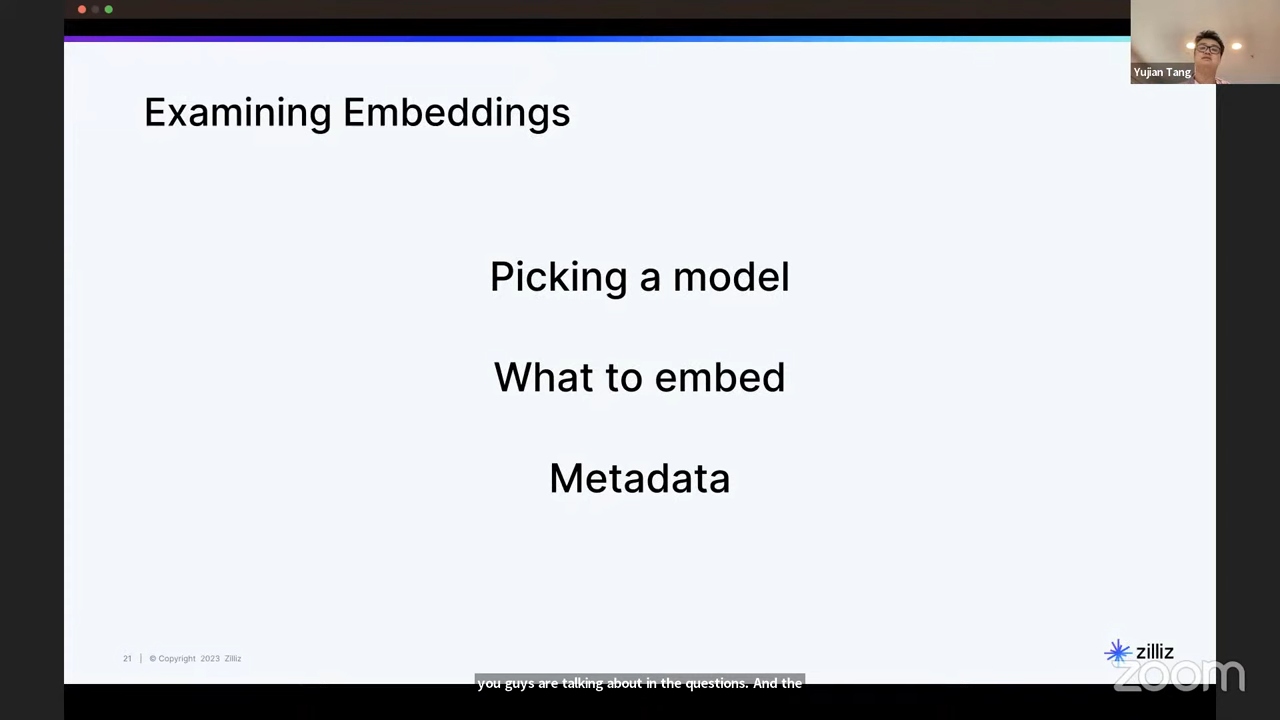 Yujian Tang
Examining Embeddings
Picking a model
What to embed
Metadata
21 | © Copyright 2023 Zilliz
zilliz
zoom
you guys are talking about in the questions. And the